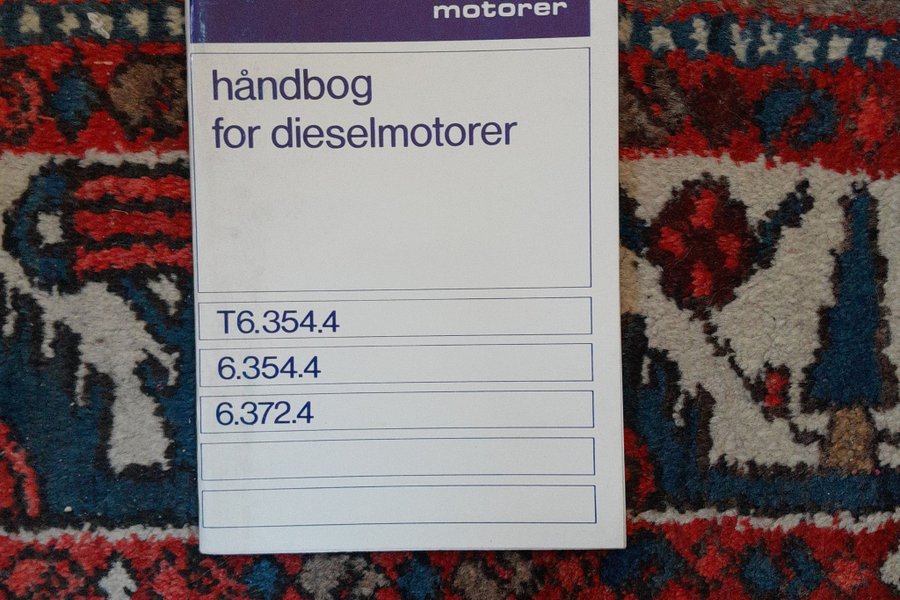 motorer
håndbog
for dieselmotorer
T6.354.4
6.354.4
6.372.4